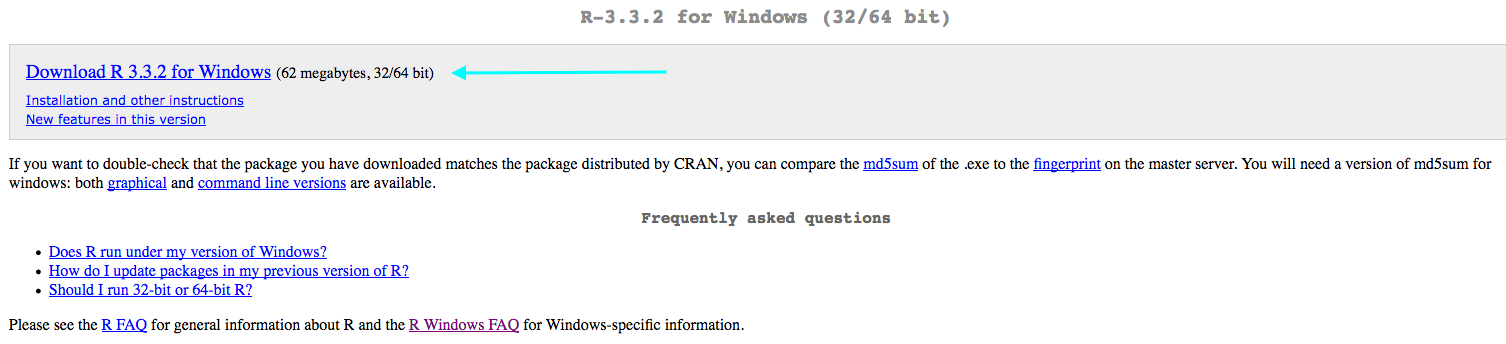 R-3.3.2 for Windows (32/64 bit)
Download R 3.3.2 for Windows (62 megabytes, 32/64 bit)
Installation and other instructions
New features in this version
If you want to double-check that the package you have downloaded matches the package distributed by CRAN, you can compare the md5sum of the .exe to the fingerprint on the master server. You will need a version of md5sum for
windows: both graphical and command line versions are available.
Frequently asked questions
• Does R run under my version of Windows?
• How do I update packages in my previous version of R?
• Should I run 32-bit or 64-bit R?
Please see the R FAQ for general information about R and the R Windows FAQ for Windows-specific information.